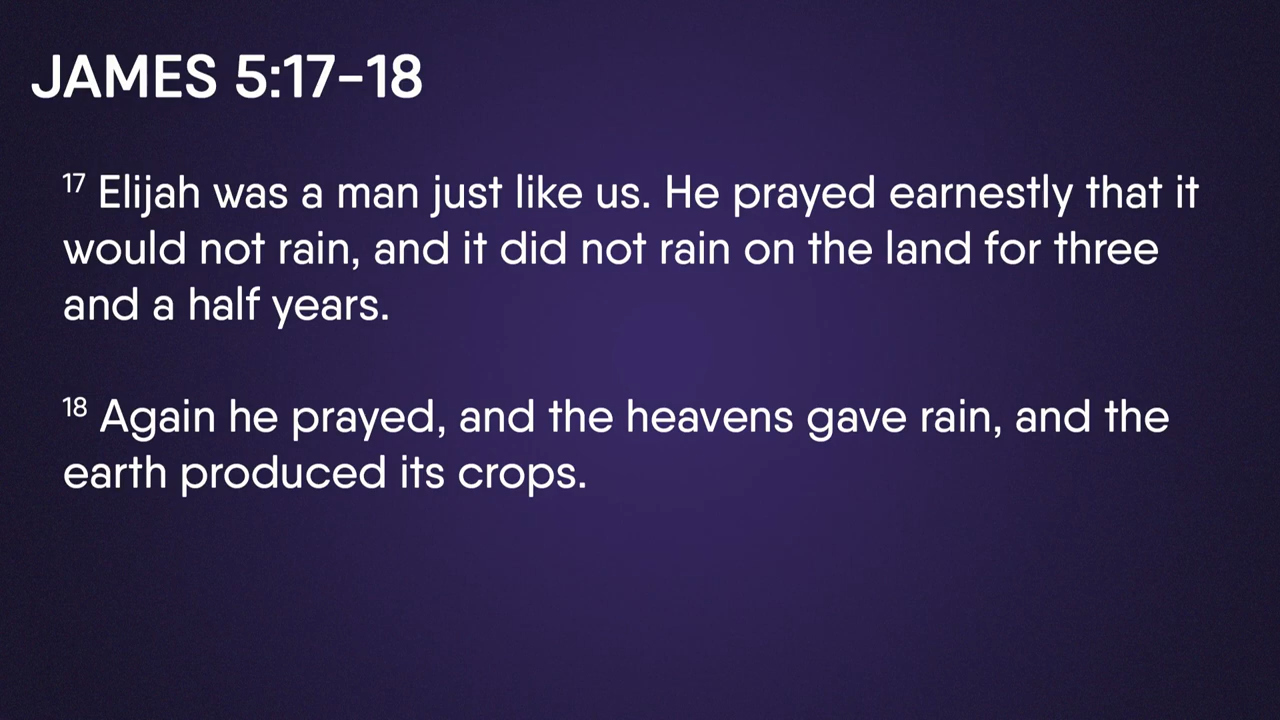 JAMES 5:17-18
17 Elijah was a man just like us. He prayed earnestly that it
would not rain, and it did not rain on the land for three
and a half years.
18 Again he prayed, and the heavens gave rain, and the
earth produced its crops.